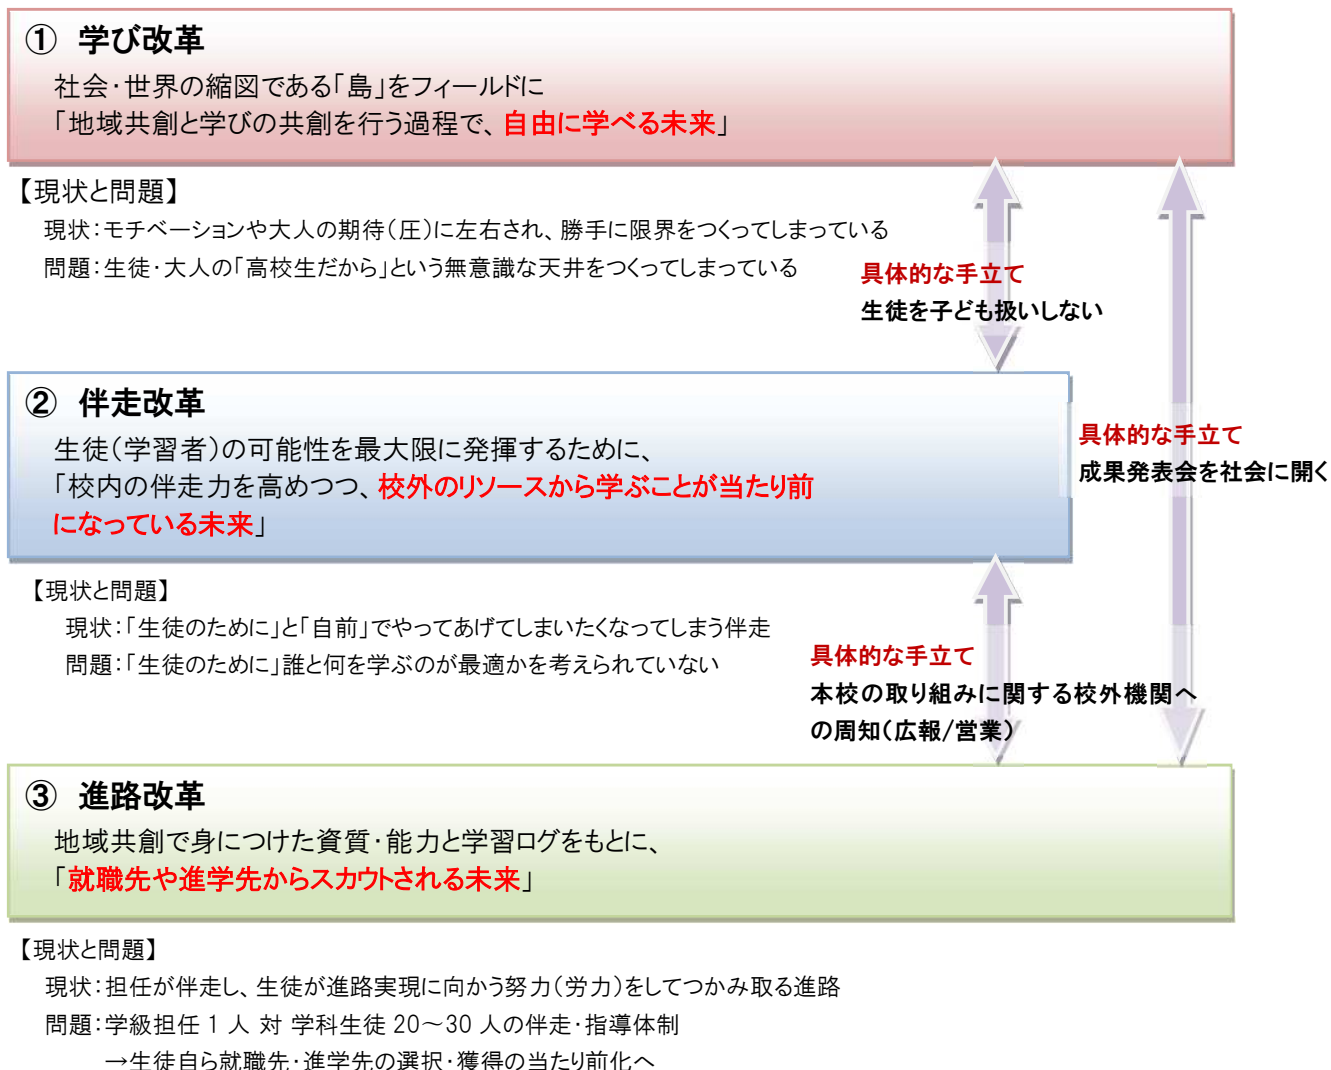 ① 学び改革
社会・世界の縮図である「島」をフィールドに
「地域共創と学びの共創を行う過程で、自由に学べる未来」
【現状と問題】
現状：モチベーションや大人の期待（圧）に左右され、勝手に限界をつくってしまっている
問題：生徒・大人の「高校生だから」という無意識な天井をつくってしまっている
具体的な手立て
生徒を子ども扱いしない
② 伴走改革
生徒（学習者）の可能性を最大限に発揮するために、
「校内の伴走力を高めつつ、校外のリソースから学ぶことが当たり前
になっている未来」
具体的な手立て
成果発表会を社会に開く
【現状と問題】
現状：「生徒のために」と「自前」でやってあげてしまいたくなってしまう伴走
問題：「生徒のために」誰と何を学ぶのが最適かを考えられていない
具体的な手立て
本校の取り組みに関する校外機関へ
の周知（広報/営業）
③ 進路改革
地域共創で身につけた資質・能力と学習ログをもとに、
「就職先や進学先からスカウトされる未来」
【現状と問題】
現状：担任が伴走し、生徒が進路実現に向かう努力（労力）をしてつかみ取る進路
問題：学級担任 1 人 対 学科生徒 20～30 人の伴走・指導体制
→生徒自ら就職先・進学先の選択・獲得の当たり前化へ